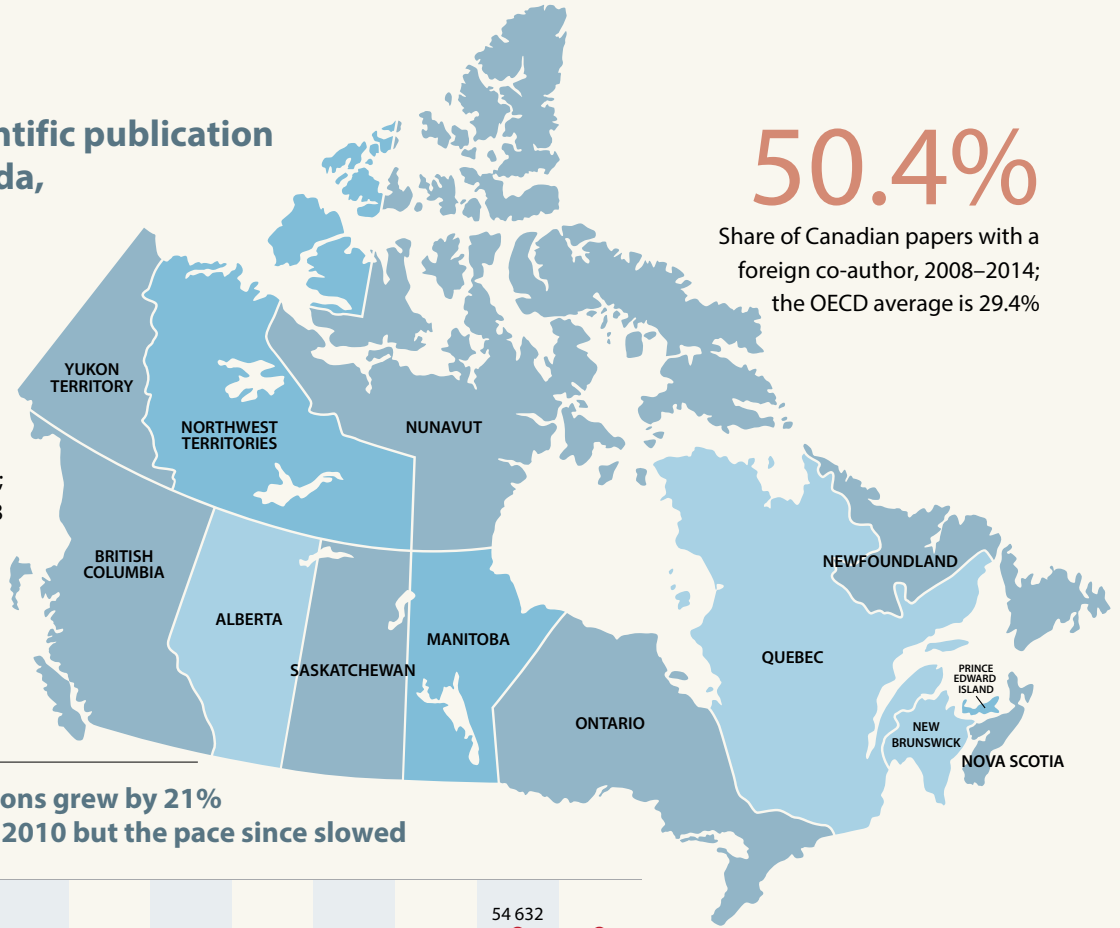 ntific publication
da,
50.4%
Share of Canadian papers with a
foreign co-author, 2008–2014;
the OECD average is 29.4%
YUKON
TERRITORY
NORTHWEST
TERRITORIES
NUNAVUT
BRITISH
COLUMBIA
ALBERTA
SASKATCHEWAN
MANITOBA
ONTARIO
QUEBEC
NEWFOUNDLAND
PRINCE
EDWARD
ISLAND
NEW
BRUNSWICK
NOVA SCOTIA
ons grew by 21%
2010 but the pace since slowed
54 632